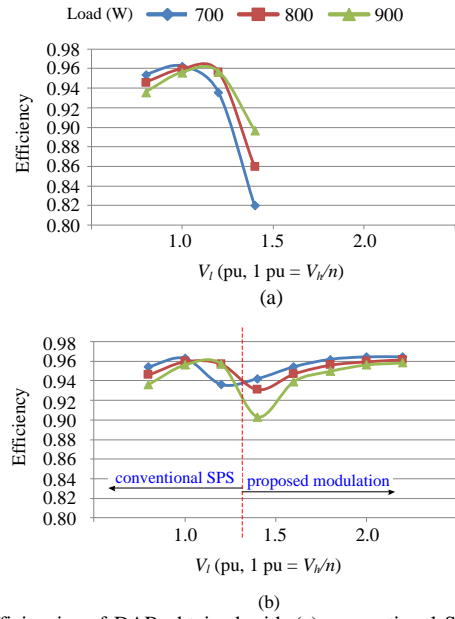 Load (W) 700 800 900
0.98
0.96
0.94
0.92
0.90
0.88
0.86
0.84
0.82
0.80
Efficiency
1.0 1.5 2.0
V_l (pu, 1 pu = V_h/n)
(a)
0.98
0.96
0.94
0.92
0.90
0.88
0.86
0.84
0.82
0.80
Efficiency
conventional SPS proposed modulation
1.0 1.5 2.0
V_l (pu, 1 pu = V_h/n)
(b)